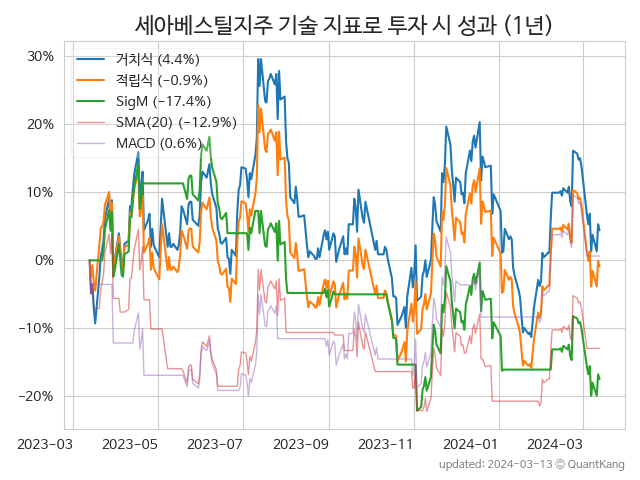 세아베스틸지주 기술 지표로 투자 시 성과 (1년)
30%
20%
10%
0%
−10%
−20%
거치식 (4.4%)
적립식 (−0.9%)
SigM (−17.4%)
SMA(20) (−12.9%)
MACD (0.6%)
2023-03
2023-05
2023-07
2023-09
2023-11
2024-01
2024-03
updated: 2024-03-13 ⓒ QuantKang